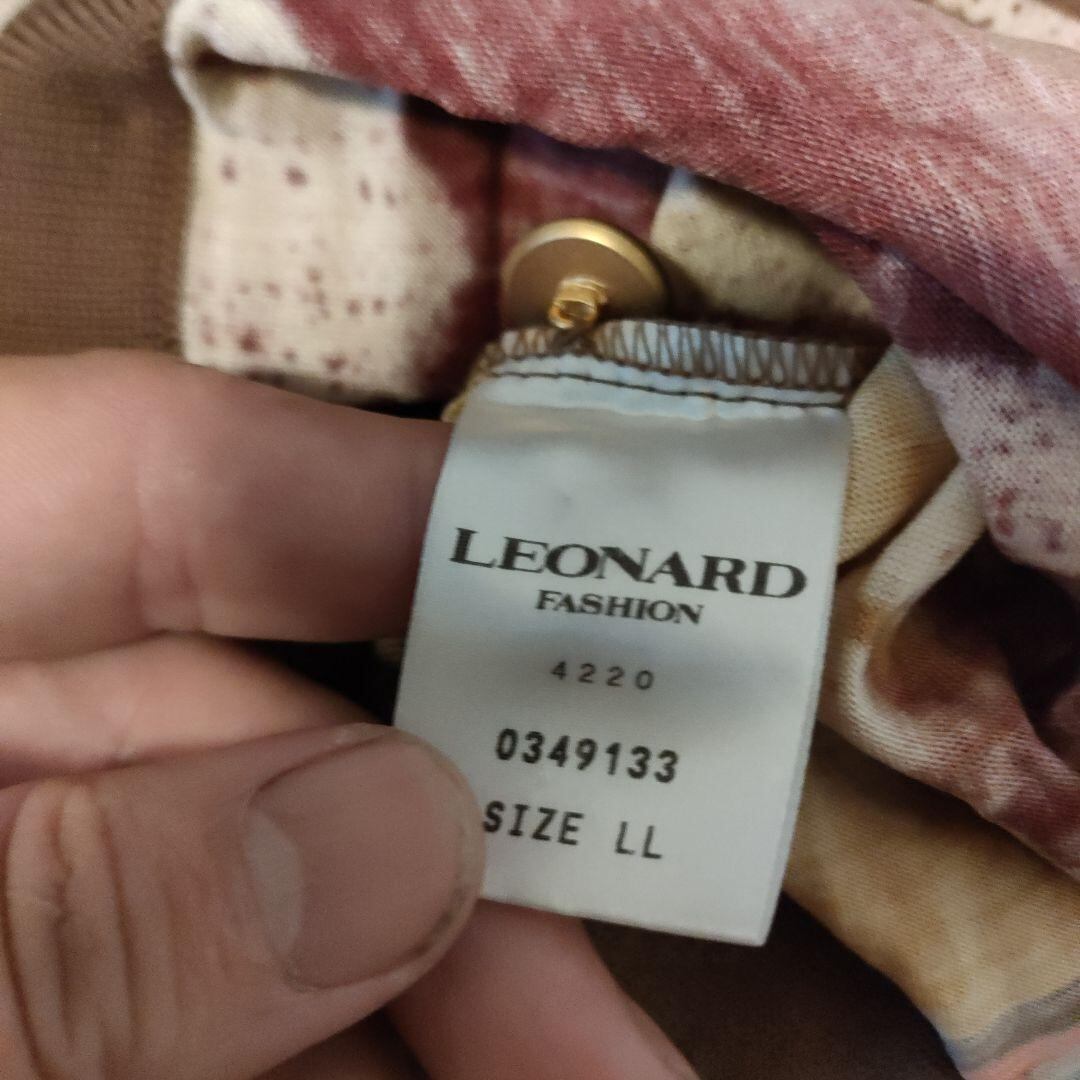 LEONARD
FASHION
4220
0349133
SIZE LL